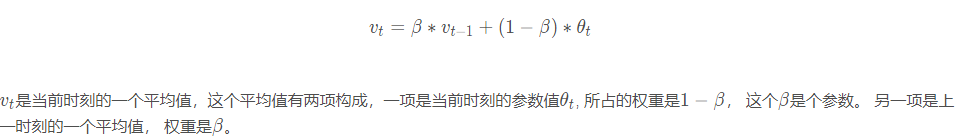 v_t = β * v_{t−1} + (1 − β) * θ_t
v_t是当前时刻的一个平均值，这个平均值有两项构成，一项是当前时刻的参数值θ_t, 所占的权重是1 − β， 这个β是个参数。 另一项是上
一时刻的一个平均值， 权重是β。